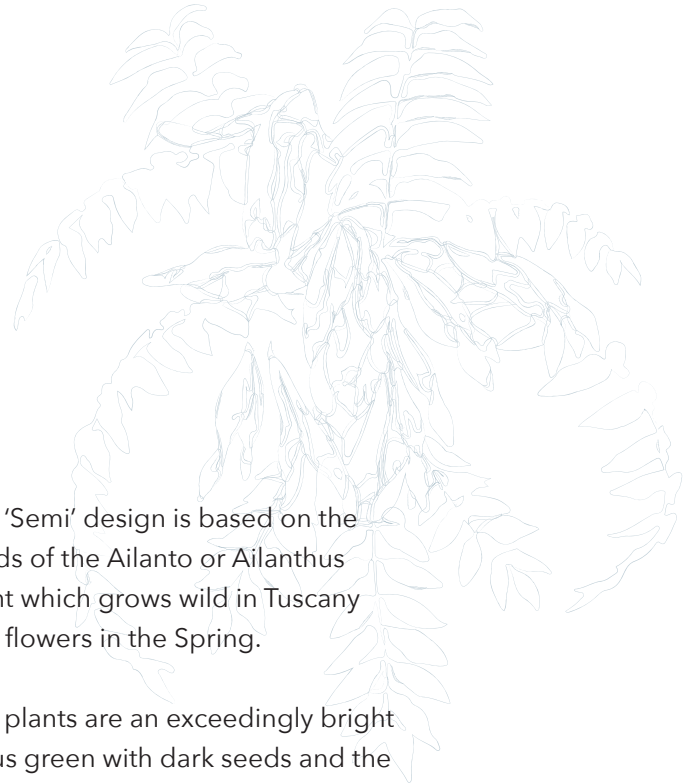 ‘Semi’ design is based on the
ds of the Ailanto or Ailanthus
nt which grows wild in Tuscany
flowers in the Spring.
plants are an exceedingly bright
us green with dark seeds and the